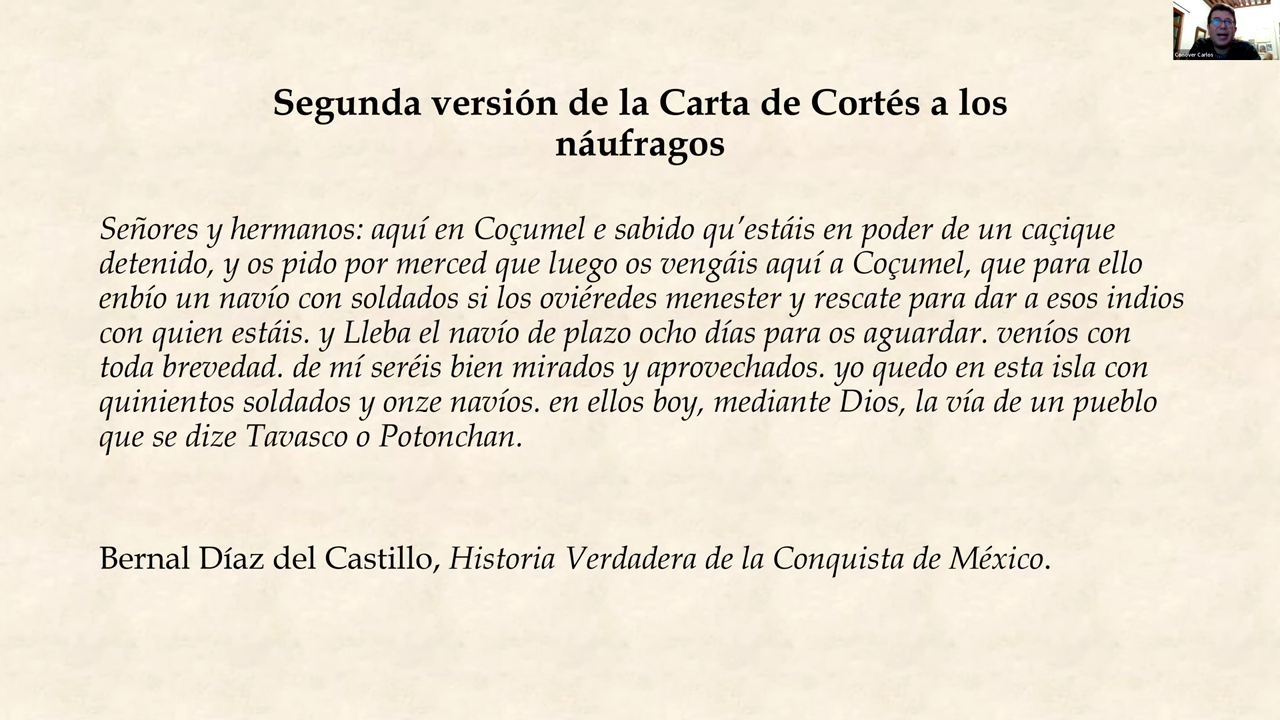 Conover Carlos
Segunda versión de la Carta de Cortés a los
náufragos
Señores y hermanos: aquí en Coçumel e sabido qu’estáis en poder de un caçique
detenido, y os pido por merced que luego os vengáis aquí a Coçumel, que para ello
enbío un navío con soldados si los oviéredes menester y rescate para dar a esos indios
con quien estáis. y Lleba el navío de plazo ocho días para os aguardar. veníos con
toda brevedad. de mí seréis bien mirados y aprovechados. yo quedo en esta isla con
quinientos soldados y onze navíos. en ellos boy, mediante Dios, la vía de un pueblo
que se dize Tavasco o Potonchan.
Bernal Díaz del Castillo, Historia Verdadera de la Conquista de México.